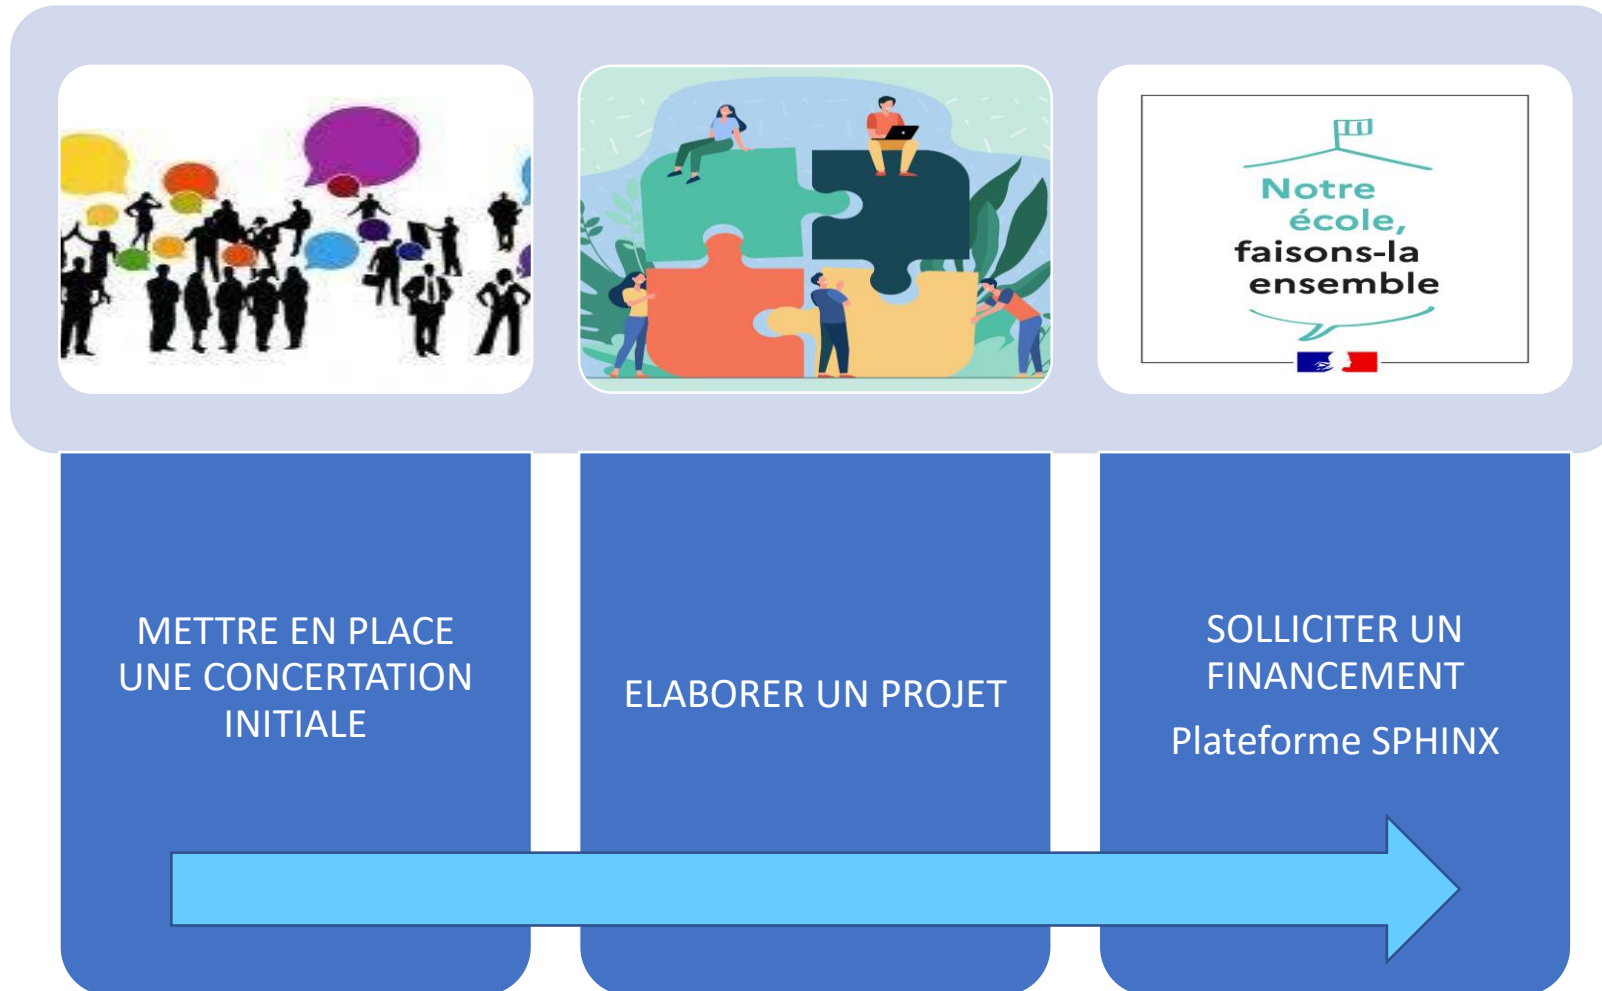 Notre
école,
faisons-la
ensemble
METTRE EN PLACE
UNE CONCERTATION
INITIALE
ELABORER UN PROJET
SOLLICITER UN
FINANCEMENT
Plateforme SPHINX